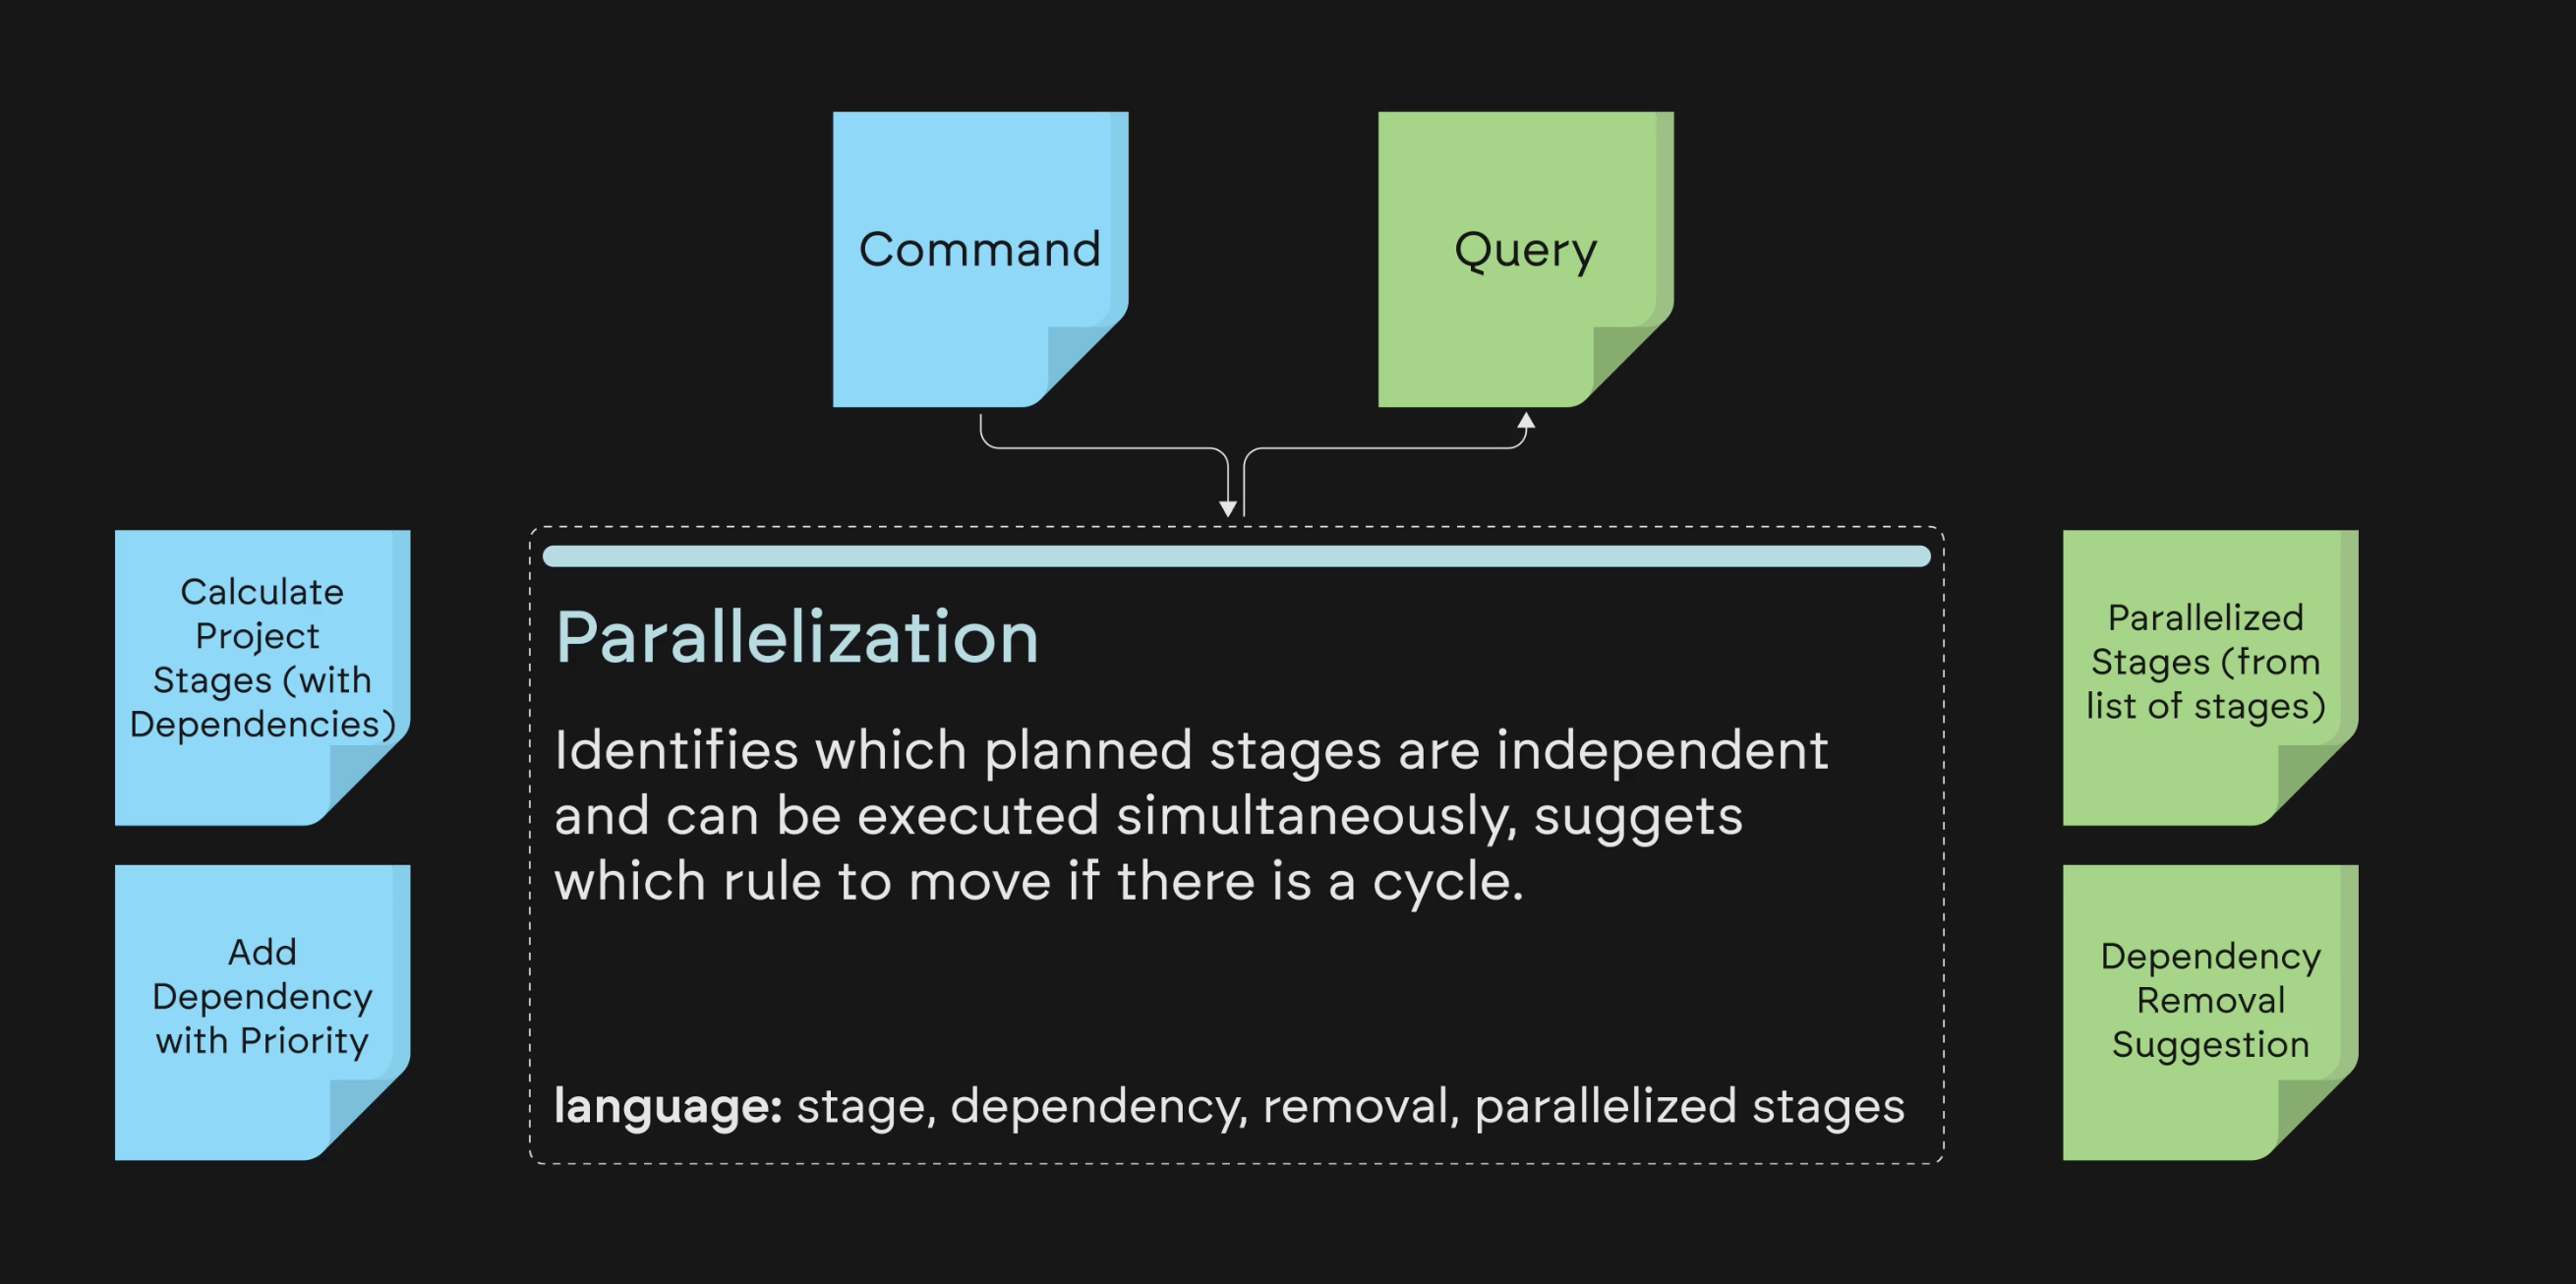 Command
Query
Calculate
Project
Stages (with
Dependencies)
Add
Dependency
with Priority
Parallelization
Identifies which planned stages are independent
and can be executed simultaneously, suggets
which rule to move if there is a cycle.
language: stage, dependency, removal, parallelized stages
Parallelized
Stages (from
list of stages)
Dependency
Removal
Suggestion